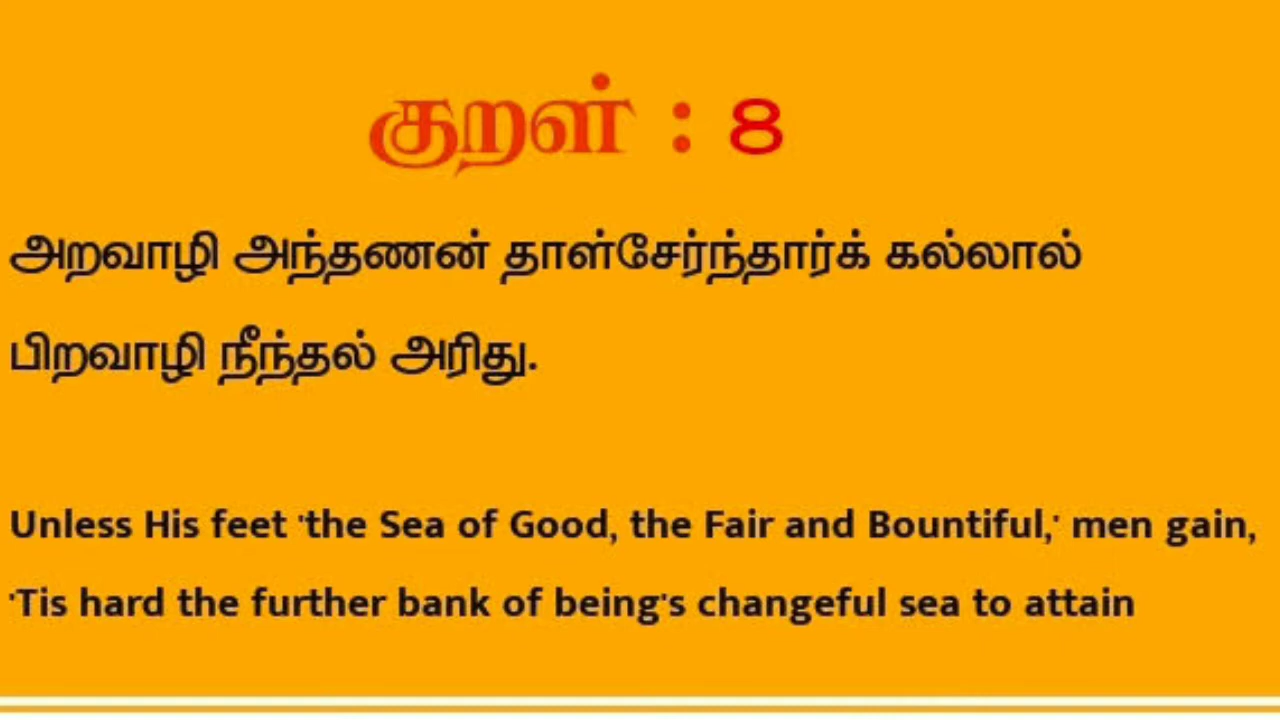 குறள் : 8
அறவாழி அந்தணன் தாள்சேர்ந்தார்க் கல்லால்
பிறவாழி நீந்தல் அரிது.
Unless His feet 'the Sea of Good, the Fair and Bountiful,' men gain,
'Tis hard the further bank of being's changeful sea to attain